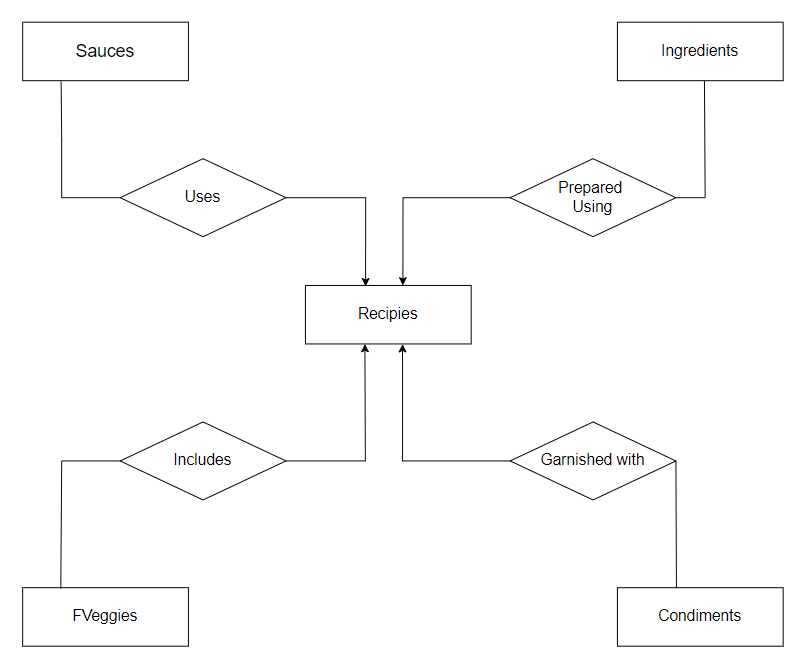 Sauces
Ingredients
Uses
Prepared
Using
Recipies
Includes
Garnished with
FVeggies
Condiments